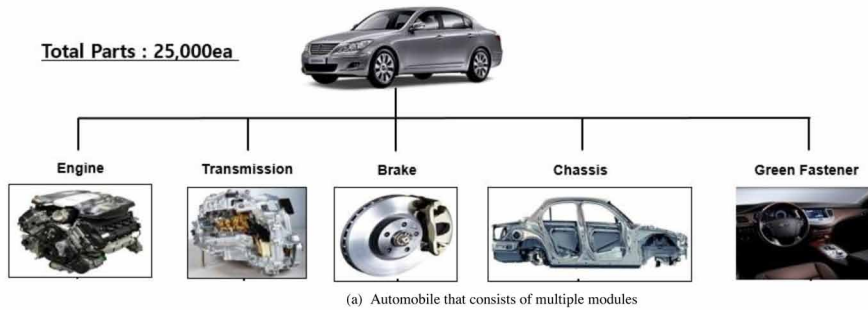 Total Parts : 25,000ea
Engine
Transmission
Brake
Chassis
Green Fastener
(a) Automobile that consists of multiple modules